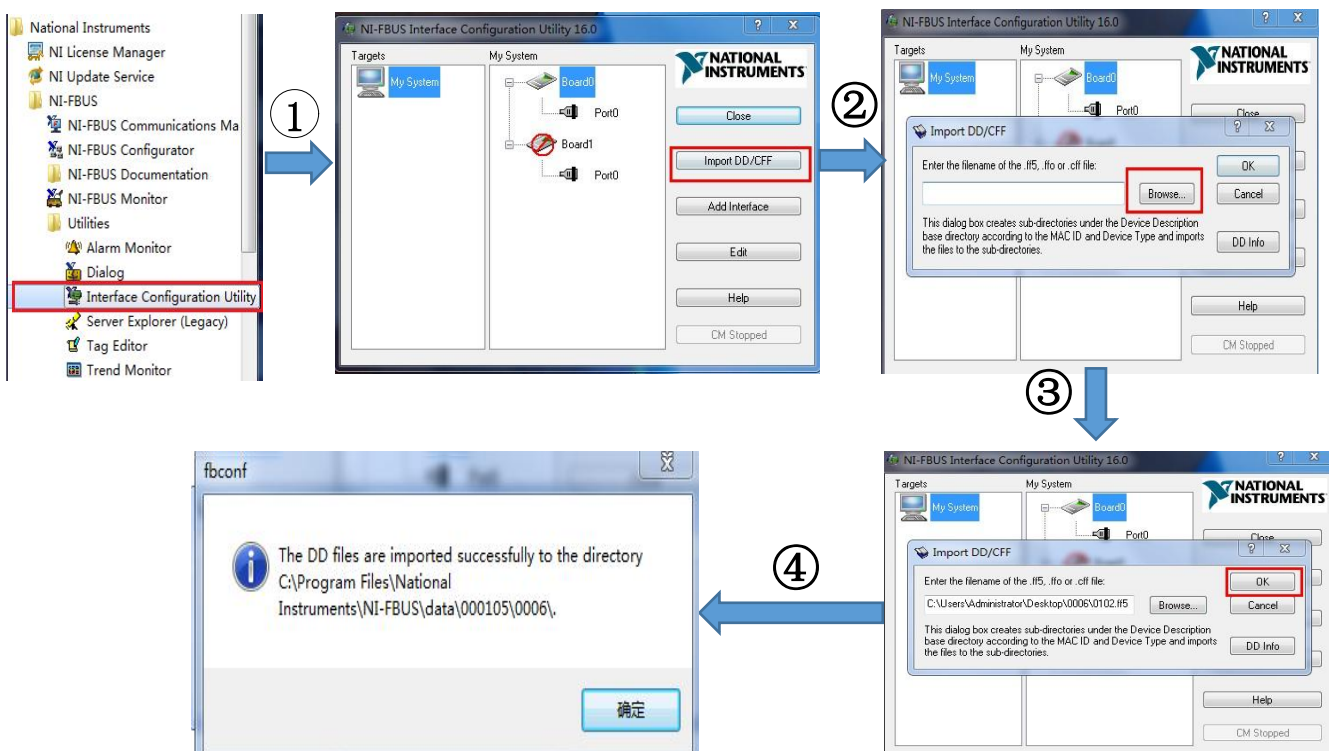 National Instruments
NI License Manager
NI Update Service
NI-FBUS
NI-FBUS Communications Ma
NI-FBUS Configurator
NI-FBUS Documentation
NI-FBUS Monitor
Utilities
Alarm Monitor
Dialog
Interface Configuration Utility
Server Explorer (Legacy)
Tag Editor
Trend Monitor
①
NI-FBUS Interface Configuration Utility 16.0
Targets
My System
My System
Board0
Port0
Board1
Port0
NATIONAL
INSTRUMENTS
Close
Import DD/CFF
Add Interface
Edit
Help
CM Stopped
②
NI-FBUS Interface Configuration Utility 16.0
Targets
My System
My System
Board0
Port0
NATIONAL
INSTRUMENTS
Close
Import DD/CFF
Enter the filename of the .ff5, .ffo or .cff file:
OK
Browse...
Cancel
This dialog box creates sub-directories under the Device Description
base directory according to the MAC ID and Device Type and imports
the files to the sub-directories.
DD Info
Help
CM Stopped
③
NI-FBUS Interface Configuration Utility 16.0
Targets
My System
My System
Board0
Port0
NATIONAL
INSTRUMENTS
Close
Import DD/CFF
Enter the filename of the .ff5, .ffo or .cff file:
OK
C:\Users\Administrator\Desktop\0006\0102.ff5
Browse...
Cancel
This dialog box creates sub-directories under the Device Description
base directory according to the MAC ID and Device Type and imports
the files to the sub-directories.
DD Info
Help
CM Stopped
④
fbconf
The DD files are imported successfully to the directory
C:\Program Files\National
Instruments\NI-FBUS\data\000105\0006\.
确定